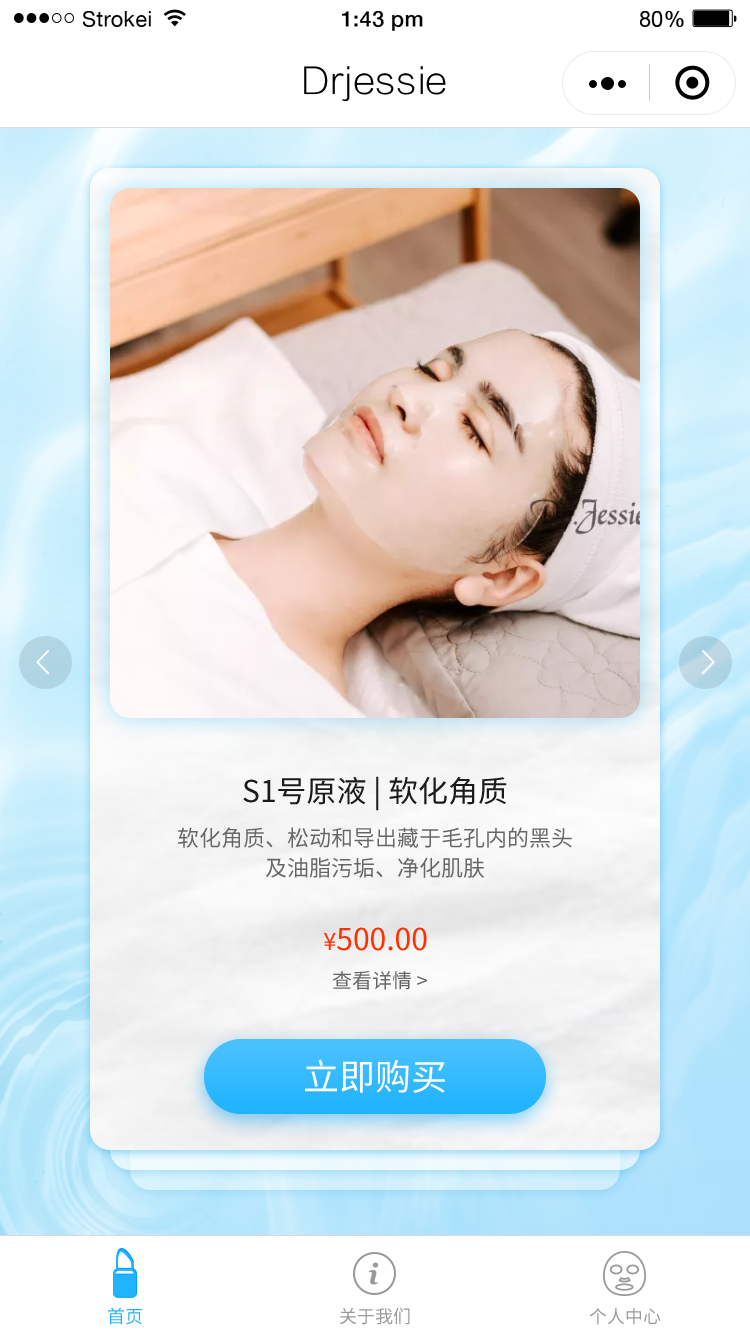 Strokei
1:43 pm
80%
Drjessie
Dr.Jessie
S1号原液 | 软化角质
软化角质、松动和导出藏于毛孔内的黑头
及油脂污垢、净化肌肤
¥500.00
查看详情 >
立即购买
首页
关于我们
个人中心